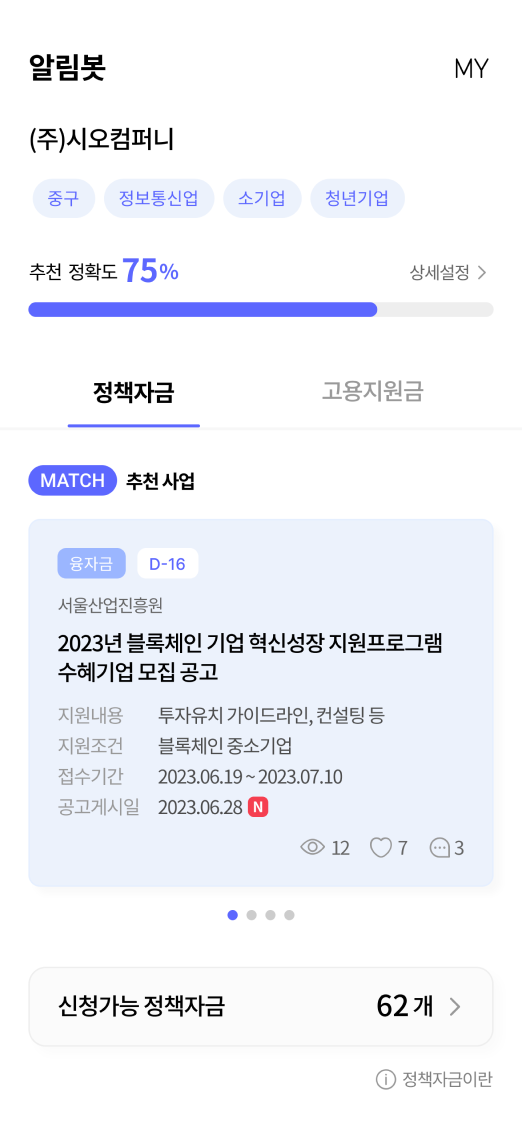 알림봇 MY
(주)시오컴퍼니
중구 정보통신업 소기업 청년기업
추천 정확도 75% 상세설정
정책자금 고용지원금
MATCH 추천 사업
융자금 D-16
서울산업진흥원
2023년 블록체인 기업 혁신성장 지원프로그램
수혜기업 모집 공고
지원내용 투자유치 가이드라인, 컨설팅 등
지원조건 블록체인 중소기업
접수기간 2023.06.19 ~ 2023.07.10
공고게시일 2023.06.28 N
12 7 3
신청가능 정책자금 62 개
정책자금이란